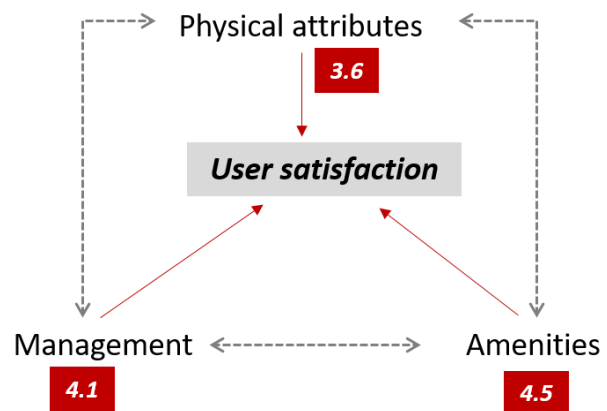 Physical attributes
3.6
User satisfaction
Management
Amenities
4.1
4.5